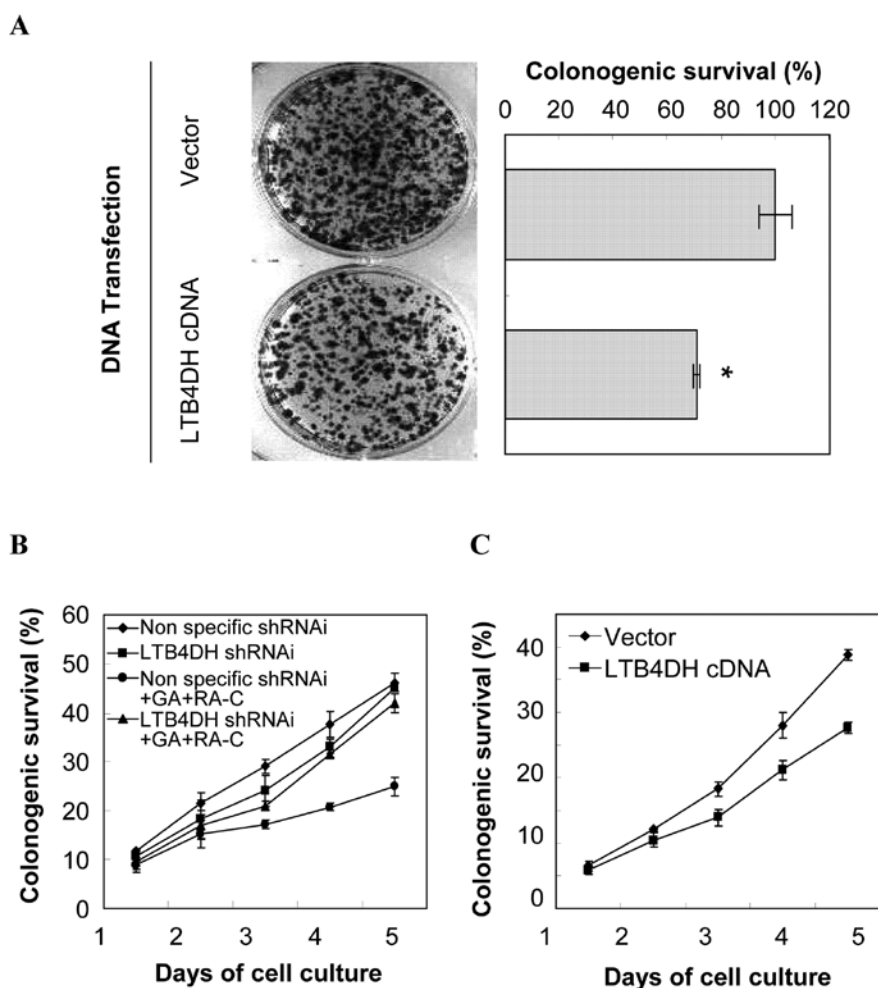 A
DNA Transfection
Vector
LTB4DH cDNA
Colonogenic survival (%)
0 20 40 60 80 100 120
*
B
Colonogenic survival (%)
60
50
40
30
20
10
0
Non specific shRNAi
LTB4DH shRNAi
Non specific shRNAi
+GA+RA-C
LTB4DH shRNAi
+GA+RA-C
1 2 3 4 5
Days of cell culture
C
Colonogenic survival (%)
40
30
20
10
0
Vector
LTB4DH cDNA
1 2 3 4 5
Days of cell culture